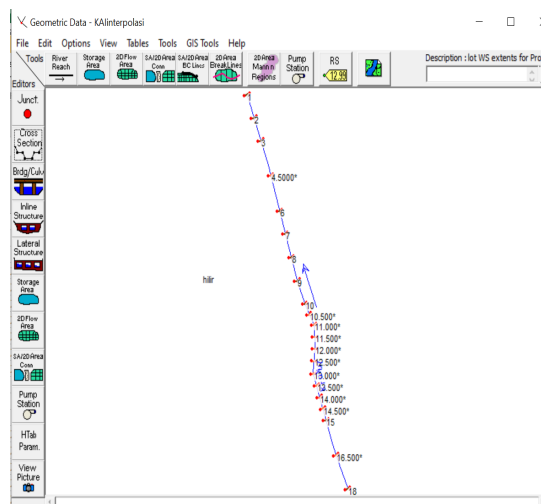 Geometric Data - KALinterpolasi
File Edit Options View Tables Tools GIS Tools Help
Tools
Editors
River
Reach
Storage
Area
2D Flow
Area
SA/2D Area
Conn
SA/2D Area
BC Lines
2D Area
BreakLines
2D Area
Mann n
Regions
Pump
Station
RS
12.99
Description : lot WS extents for Pro
Junct.
Cross
Section
Brdg/Culv
Inline
Structure
Lateral
Structure
Storage
Area
2D Flow
Area
SA/2D Area
Conn
Pump
Station
HTab
Param.
View
Picture
1
2
3
4.5000*
6
7
8
hilir
9
10
10.500*
11.000*
11.500*
12.000*
12.500*
13.000*
13.500*
14.000*
14.500*
15
16.500*
18